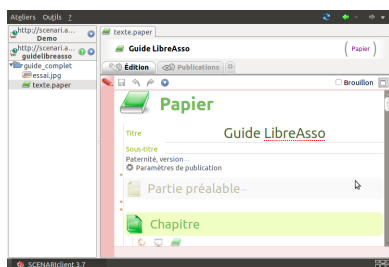 Ateliers Outils ?
http://scenari.a...
Demo
http://scenari.a...
guidelibreasso
guide_complet
essai.jpg
texte.paper
texte.paper
Guide LibreAsso
( Papier )
Édition
Publications
Brouillon
Papier
Titre
Guide LibreAsso
Sous-titre
Paternité, version...
Paramètres de publication
Partie préalable...
Chapitre
SCENARIclient 3.7